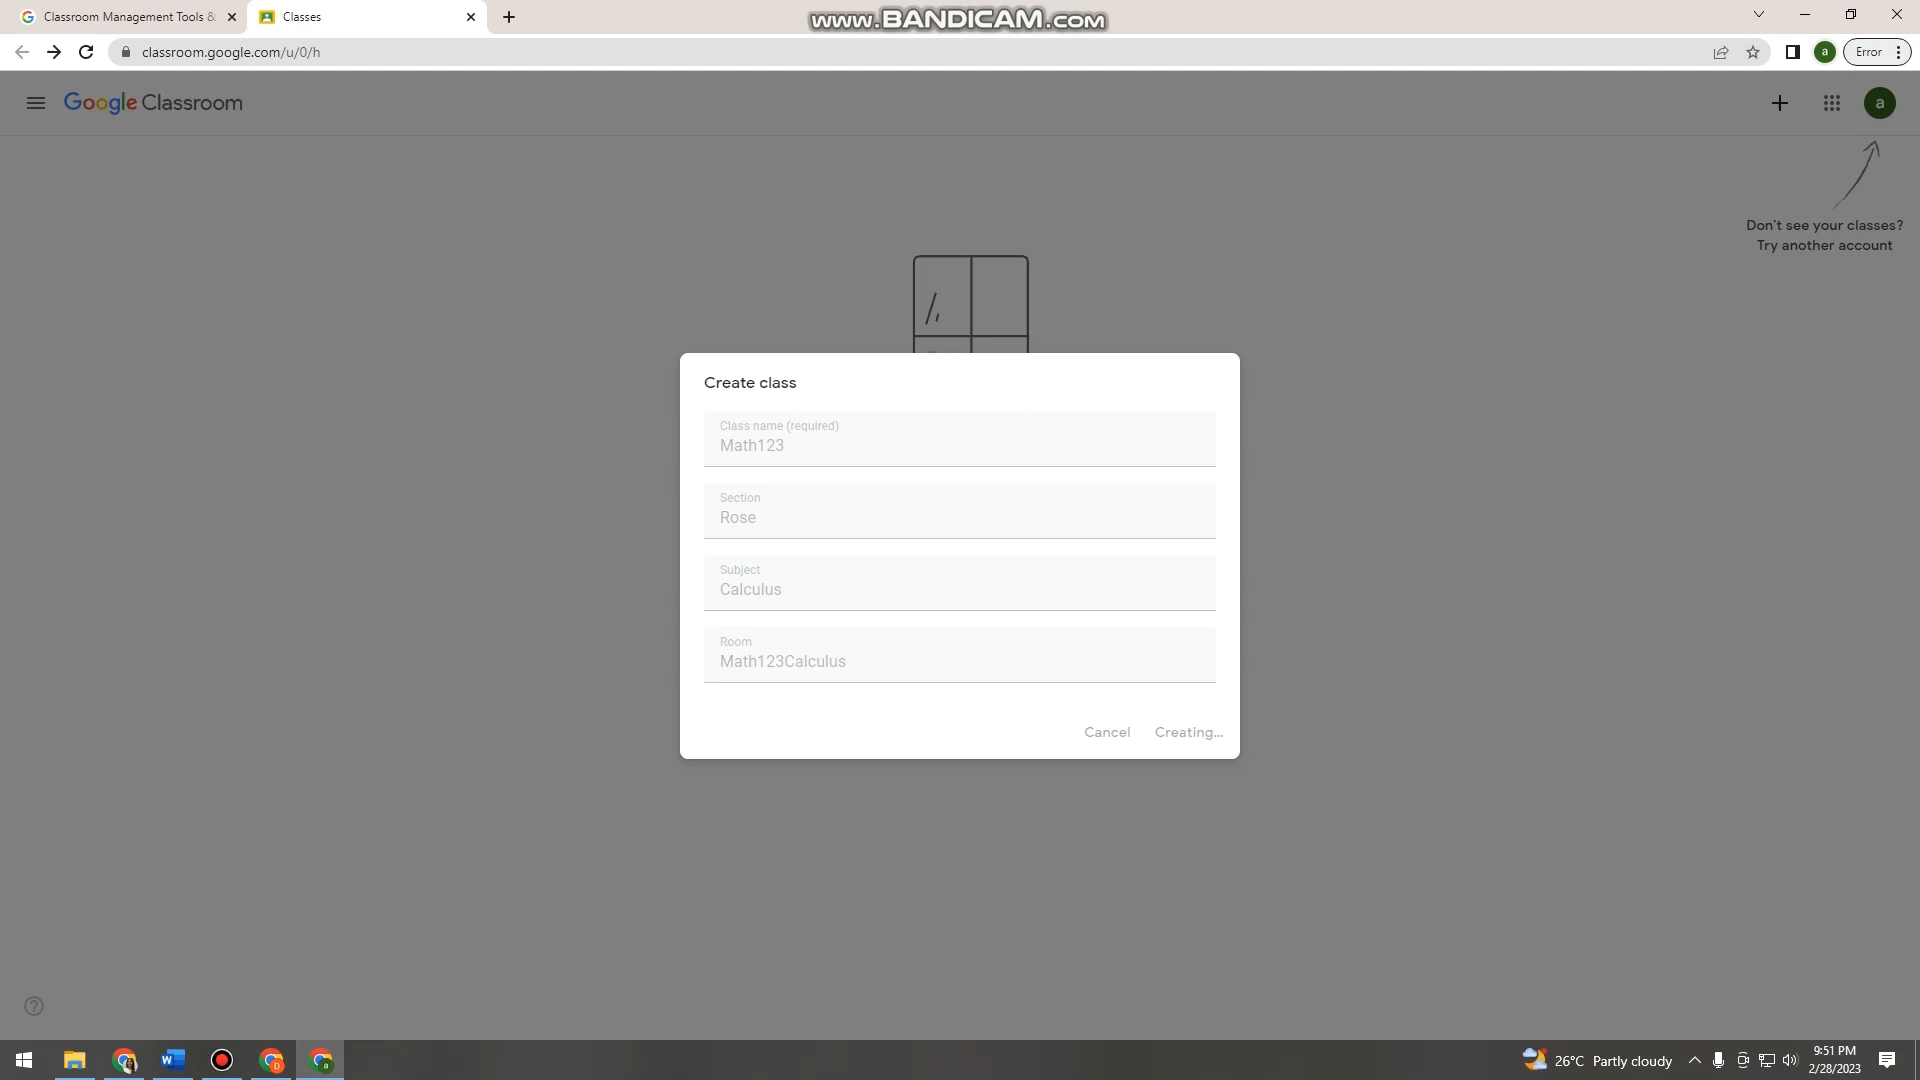 Classroom Management Tools &
Classes
www.BANDICAM.com
classroom.google.com/u/0/h
a
Error
Google Classroom
a
Don't see your classes?
Try another account
Create class
Class name (required)
Math123
Section
Rose
Subject
Calculus
Room
Math123Calculus
Cancel
Creating...
26°C Partly cloudy
9:51 PM
2/28/2023